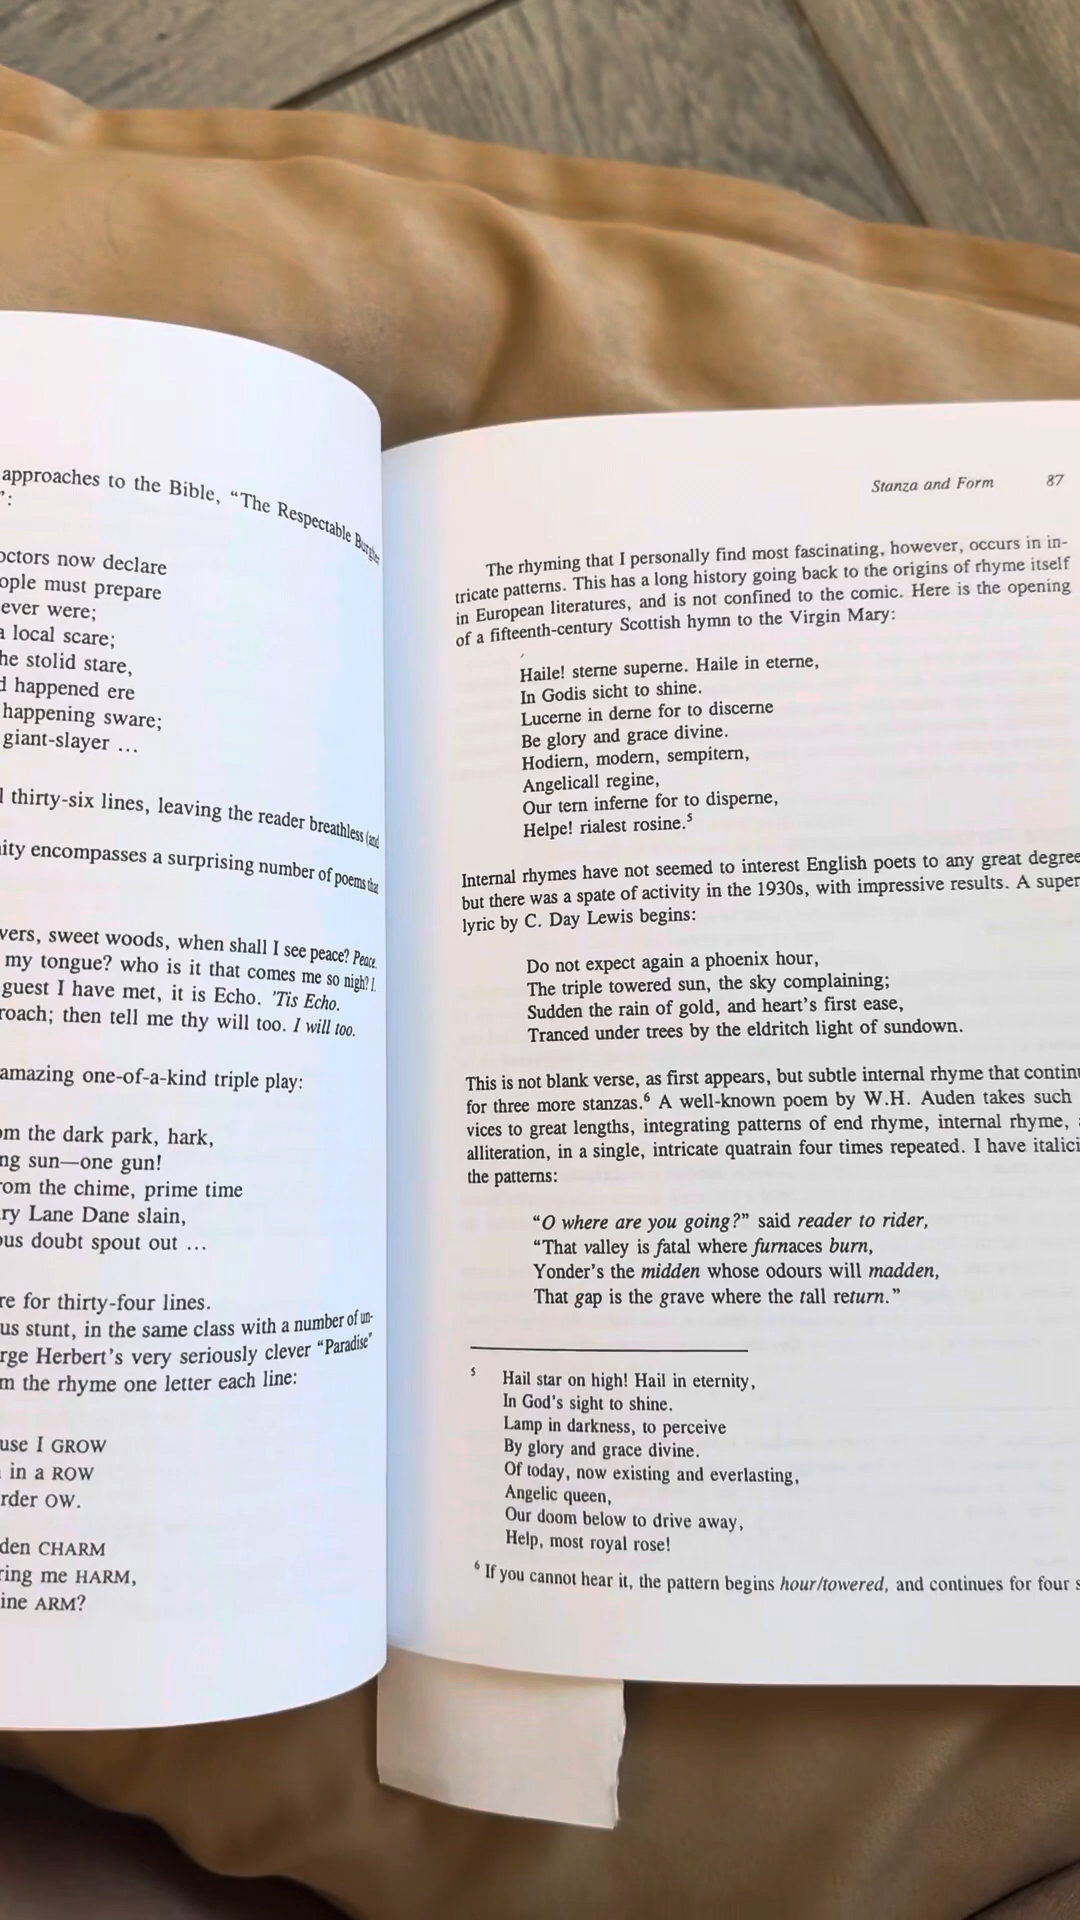 approaches to the Bible, “The Respectable Burgher
”:
octors now declare
ople must prepare
ever were;
a local scare;
he stolid stare,
d happened ere
happening sware;
giant-slayer ...
l thirty-six lines, leaving the reader breathless (and
ity encompasses a surprising number of poems that
vers, sweet woods, when shall I see peace? Peace.
my tongue? who is it that comes me so nigh? I.
guest I have met, it is Echo. 'Tis Echo.
roach; then tell me thy will too. I will too.
amazing one-of-a-kind triple play:
om the dark park, hark,
ng sun—one gun!
rom the chime, prime time
ry Lane Dane slain,
ous doubt spout out ...
re for thirty-four lines.
us stunt, in the same class with a number of un-
rge Herbert's very seriously clever “Paradise”
m the rhyme one letter each line:
use I GROW
in a ROW
rder OW.
den CHARM
ring me HARM,
ine ARM?
Stanza and Form 87
The rhyming that I personally find most fascinating, however, occurs in in-
tricate patterns. This has a long history going back to the origins of rhyme itself
in European literatures, and is not confined to the comic. Here is the opening
of a fifteenth-century Scottish hymn to the Virgin Mary:
Haile! sterne superne. Haile in eterne,
In Godis sicht to shine.
Lucerne in derne for to discerne
Be glory and grace divine.
Hodiern, modern, sempitern,
Angelicall regine,
Our tern inferne for to disperne,
Helpe! rialest rosine.5
Internal rhymes have not seemed to interest English poets to any great degree
but there was a spate of activity in the 1930s, with impressive results. A super
lyric by C. Day Lewis begins:
Do not expect again a phoenix hour,
The triple towered sun, the sky complaining;
Sudden the rain of gold, and heart's first ease,
Tranced under trees by the eldritch light of sundown.
This is not blank verse, as first appears, but subtle internal rhyme that continu
for three more stanzas.6 A well-known poem by W.H. Auden takes such
vices to great lengths, integrating patterns of end rhyme, internal rhyme, a
alliteration, in a single, intricate quatrain four times repeated. I have italici
the patterns:
“O where are you going?” said reader to rider,
“That valley is fatal where furnaces burn,
Yonder's the midden whose odours will madden,
That gap is the grave where the tall return.”
5 Hail star on high! Hail in eternity,
In God's sight to shine.
Lamp in darkness, to perceive
By glory and grace divine.
Of today, now existing and everlasting,
Angelic queen,
Our doom below to drive away,
Help, most royal rose!
6 If you cannot hear it, the pattern begins hour/towered, and continues for four s